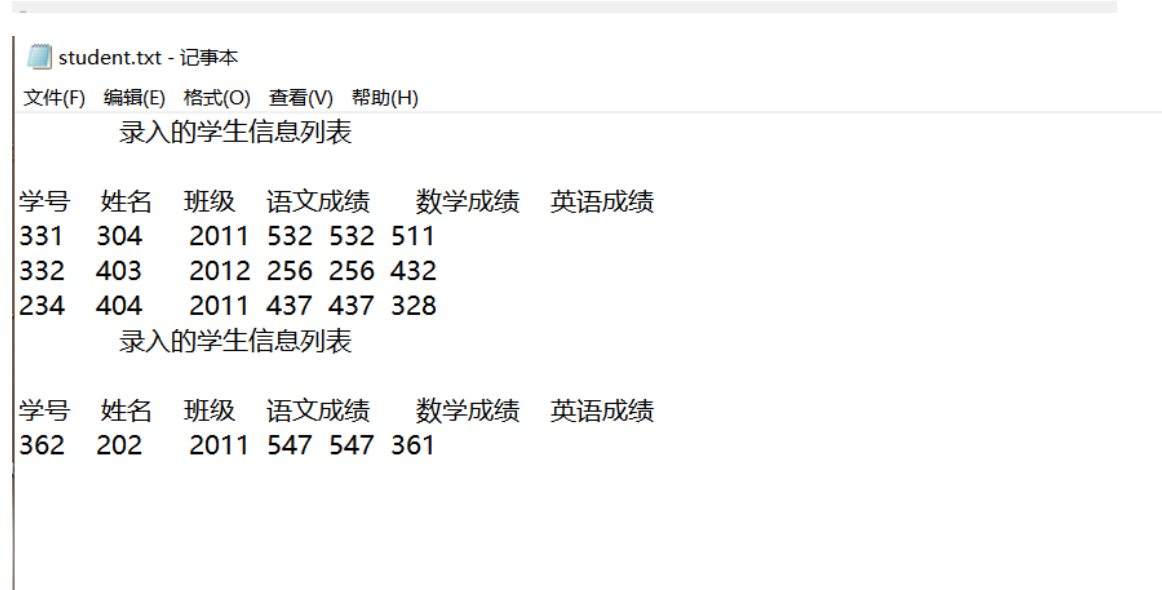 student.txt - 记事本
文件(F) 编辑(E) 格式(O) 查看(V) 帮助(H)
录入的学生信息列表
学号 姓名 班级 语文成绩 数学成绩 英语成绩
331 304 2011 532 532 511
332 403 2012 256 256 432
234 404 2011 437 437 328
录入的学生信息列表
学号 姓名 班级 语文成绩 数学成绩 英语成绩
362 202 2011 547 547 361